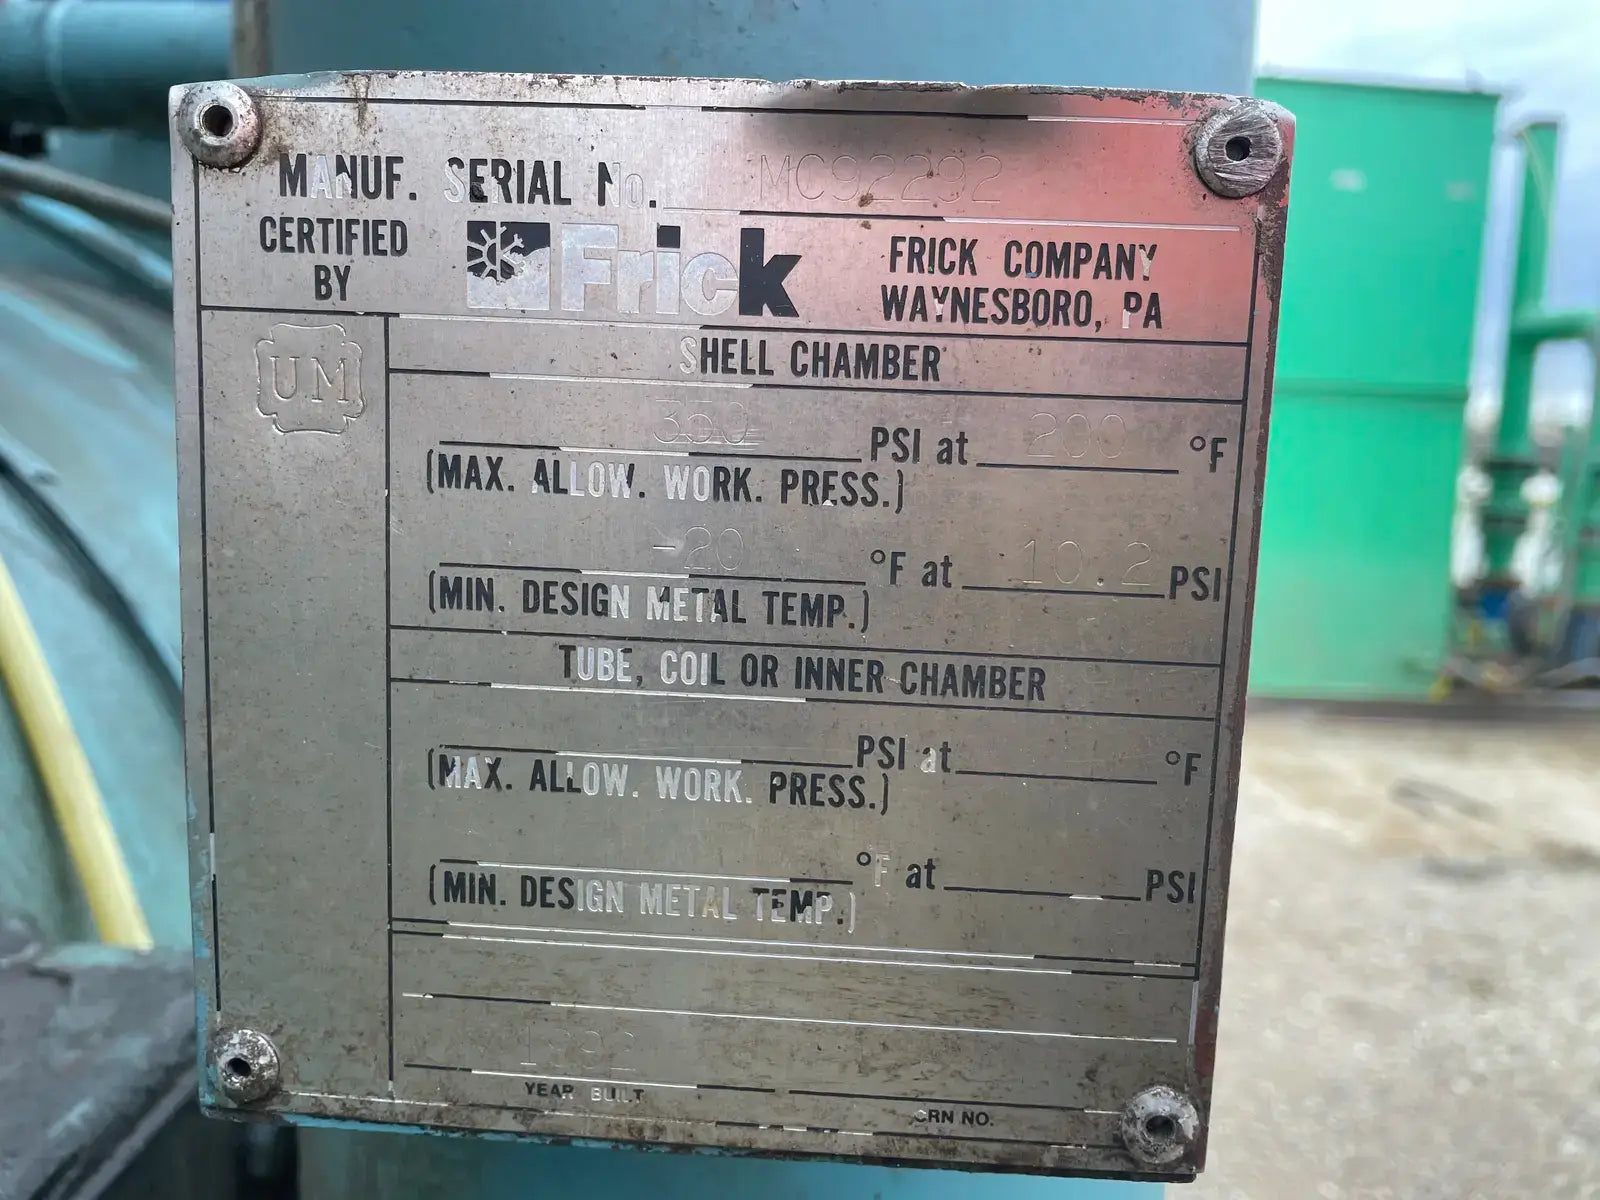 MANUF. SERIAL No. MC92292
CERTIFIED BY
Frick
FRICK COMPANY
WAYNESBORO, PA
UM
SHELL CHAMBER
350 PSI at 200 °F
(MAX. ALLOW. WORK. PRESS.)
-20 °F at 10.2 PSI
(MIN. DESIGN METAL TEMP.)
TUBE, COIL OR INNER CHAMBER
PSI at °F
(MAX. ALLOW. WORK. PRESS.)
°F at PSI
(MIN. DESIGN METAL TEMP.)
1992
YEAR BUILT
CRN NO.